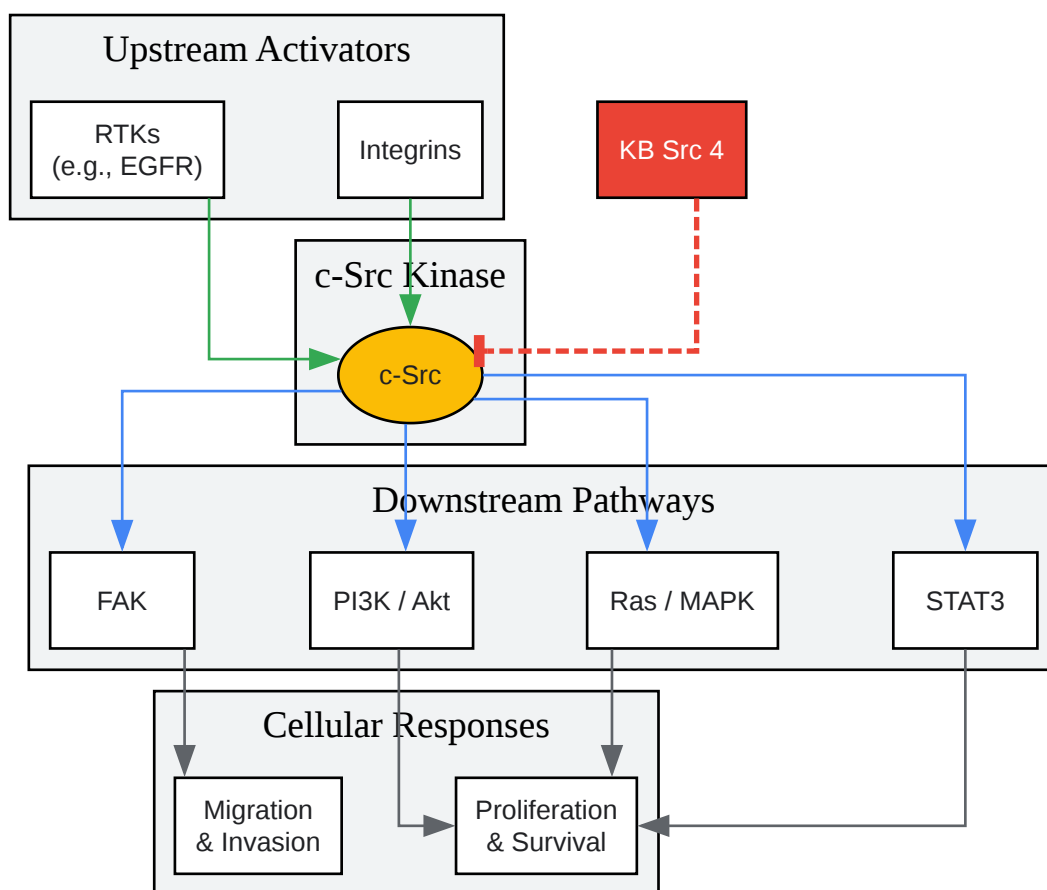 Upstream Activators
RTKs
(e.g., EGFR)
Integrins
KB Src 4
c-Src Kinase
c-Src
Downstream Pathways
FAK
PI3K / Akt
Ras / MAPK
STAT3
Cellular Responses
Migration
& Invasion
Proliferation
& Survival